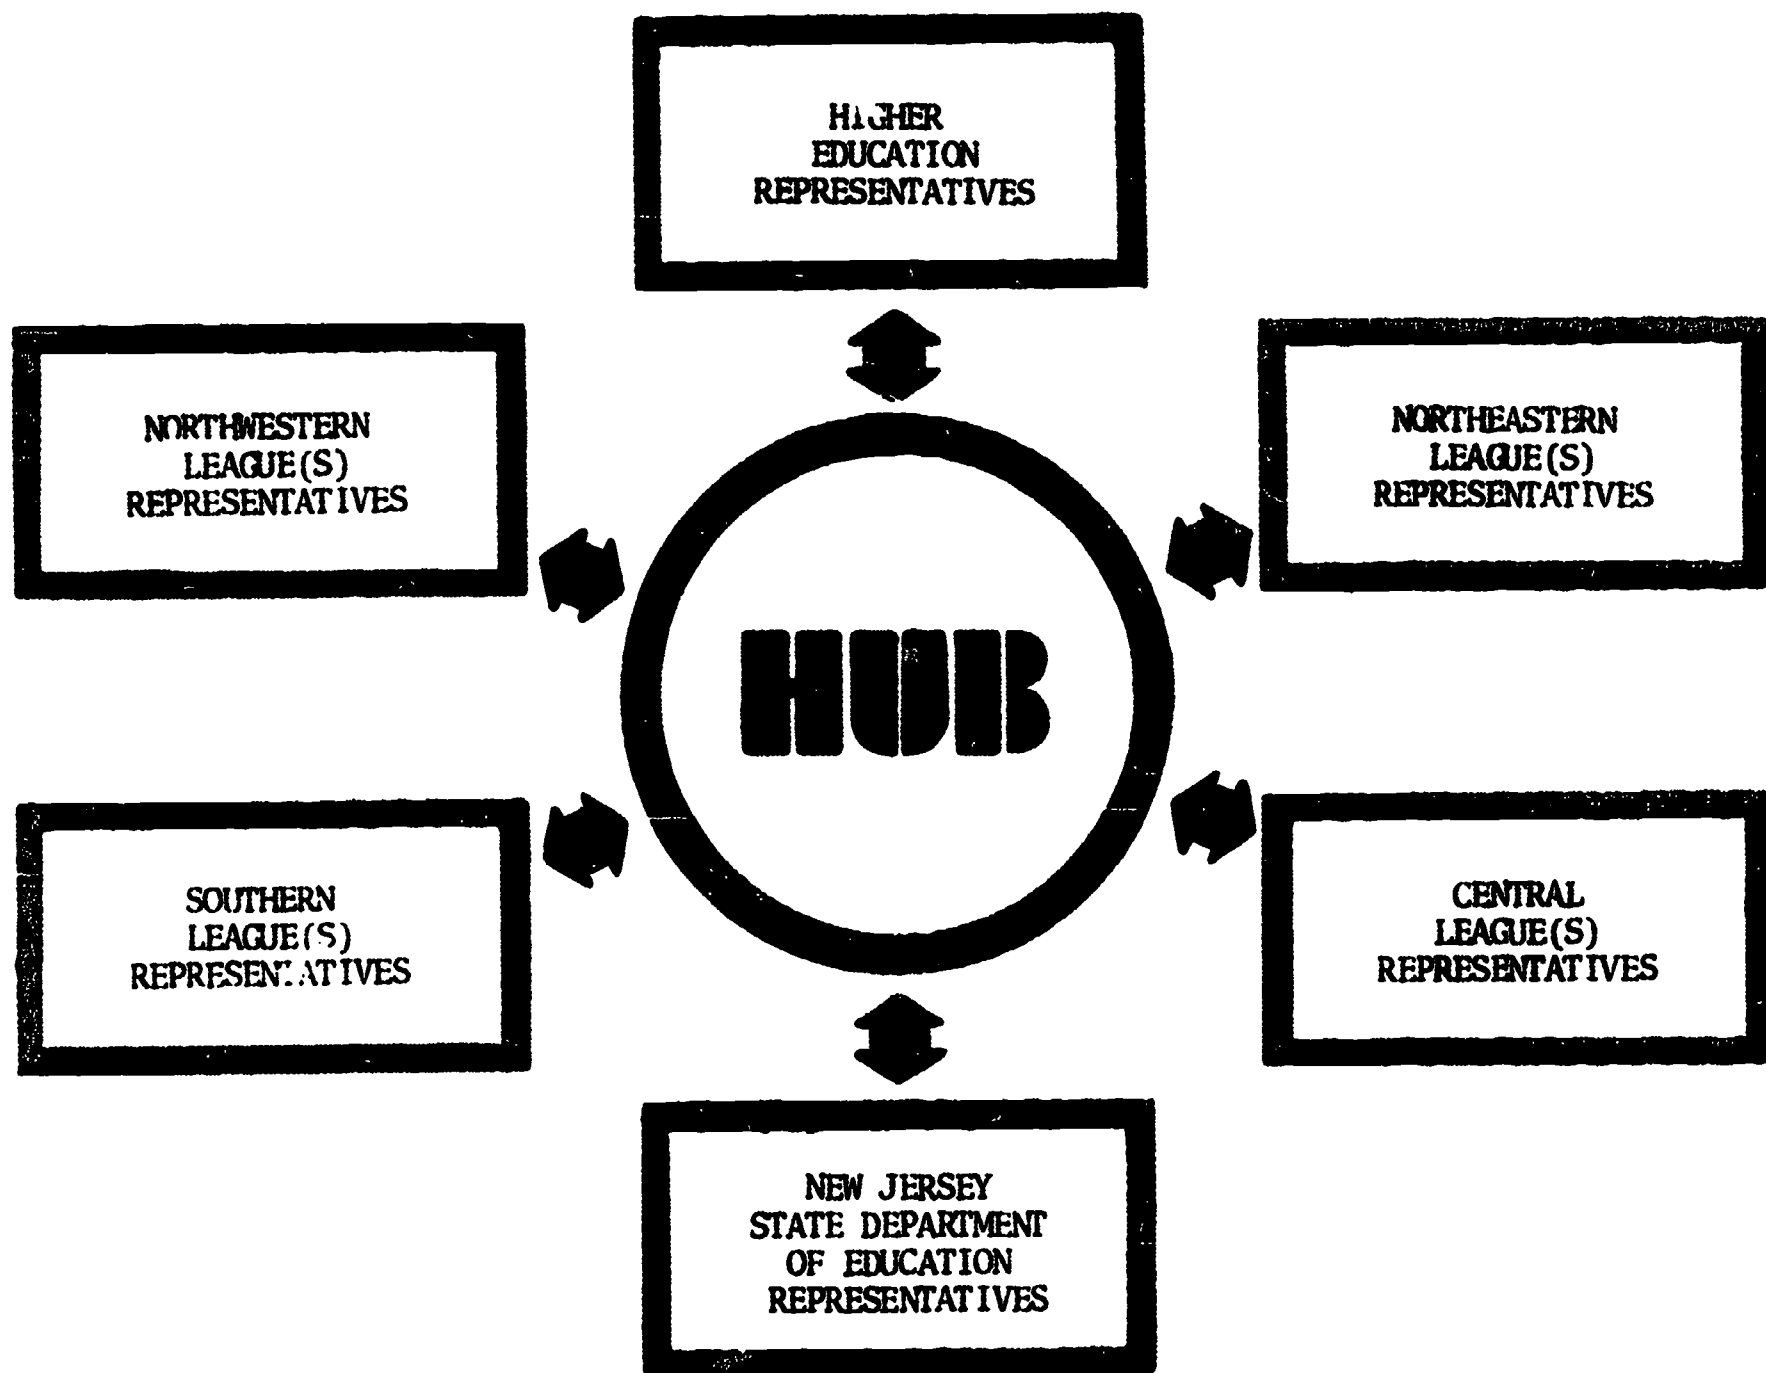 HIGHER
EDUCATION
REPRESENTATIVES
NORTHWESTERN
LEAGUE(S)
REPRESENTATIVES
NORTHEASTERN
LEAGUE(S)
REPRESENTATIVES
HUB
SOUTHERN
LEAGUE(S)
REPRESENTATIVES
CENTRAL
LEAGUE(S)
REPRESENTATIVES
NEW JERSEY
STATE DEPARTMENT
OF EDUCATION
REPRESENTATIVES